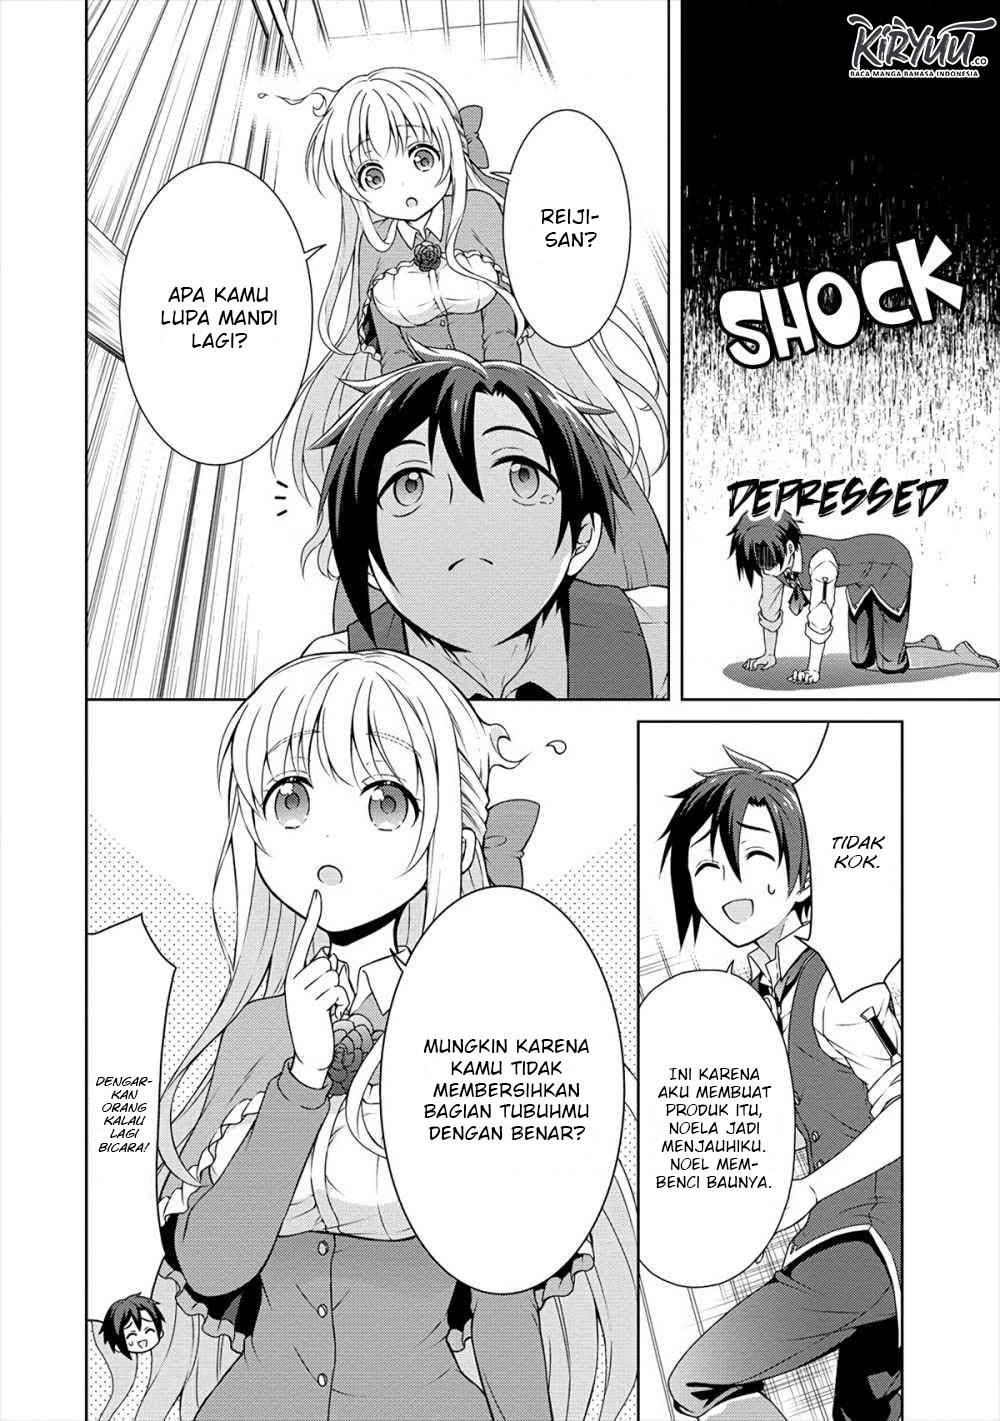 KiRYUU.CO
BACA MANGA BAHASA INDONESIA
SHOCK
DEPRESSED
REIJI-
SAN?
APA KAMU
LUPA MANDI
LAGI?
TIDAK
KOK.
INI KARENA
AKU MEMBUAT
PRODUK ITU,
NOELA JADI
MENJAUHIKU.
NOEL MEM-
BENCI BAUNYA.
MUNGKIN KARENA
KAMU TIDAK
MEMBERSIHKAN
BAGIAN TUBUHMU
DENGAN BENAR?
DENGAR-
KAN
ORANG
KALAU
LAGI
BICARA!